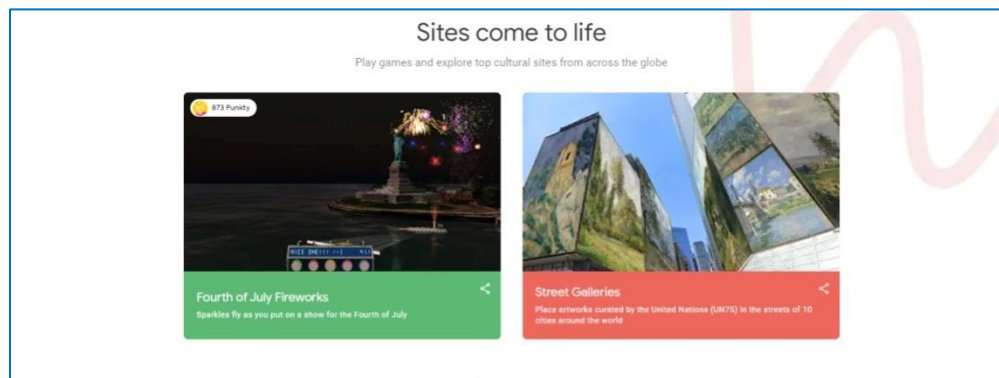 Sites come to life
Play games and explore top cultural sites from across the globe
873 Punkty
Fourth of July Fireworks
Sparkles fly as you put on a show for the Fourth of July
Street Galleries
Place artworks curated by the United Nations (UN75) in the streets of 10
cities around the world